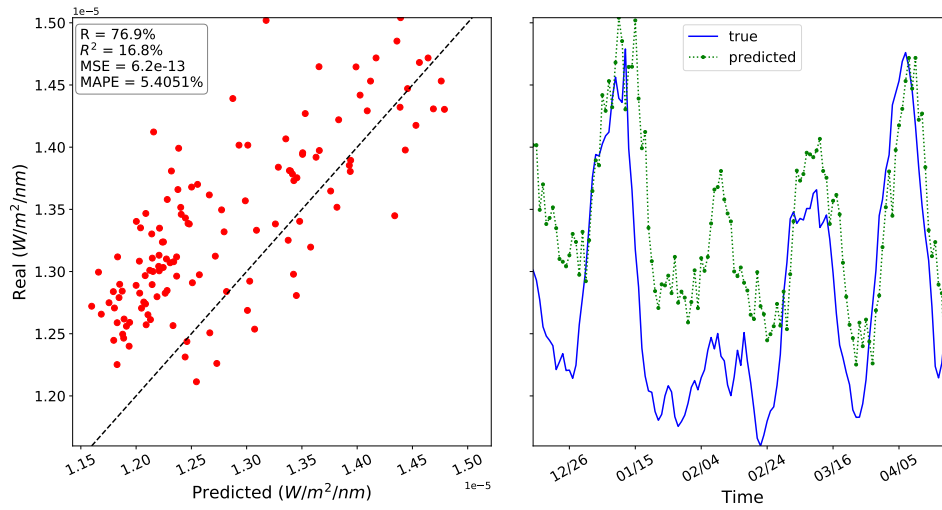 1e−5
R = 76.9%
R² = 16.8%
MSE = 6.2e-13
MAPE = 5.4051%
1.50
1.45
1.40
1.35
1.30
1.25
1.20
Real (W/m²/nm)
1.15
1.20
1.25
1.30
1.35
1.40
1.45
1.50
1e−5
Predicted (W/m²/nm)
true
predicted
12/26
01/15
02/04
02/24
03/16
04/05
Time